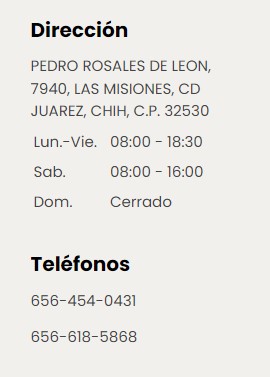 Dirección
PEDRO ROSALES DE LEON,
7940, LAS MISIONES, CD
JUAREZ, CHIH, C.P. 32530
Lun.-Vie. 08:00 - 18:30
Sab. 08:00 - 16:00
Dom. Cerrado
Teléfonos
656-454-0431
656-618-5868